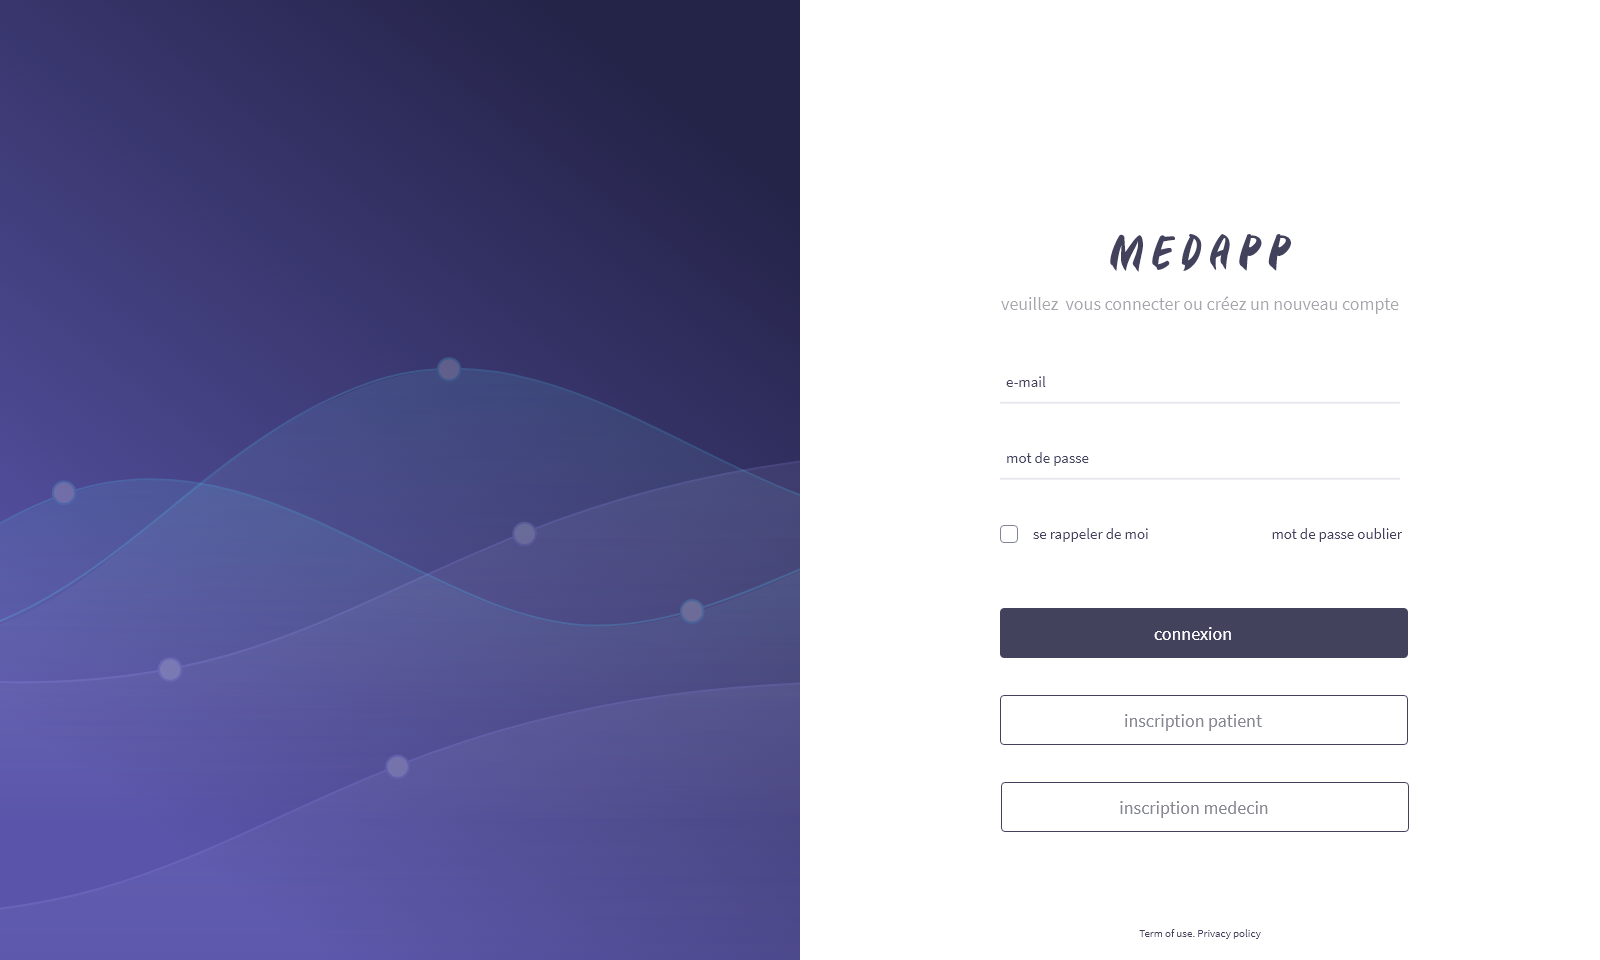 MEDAPP
veuillez  vous connecter ou créez un nouveau compte
e-mail
mot de passe
se rappeler de moi
mot de passe oublier
connexion
inscription patient
inscription medecin
Term of use. Privacy policy